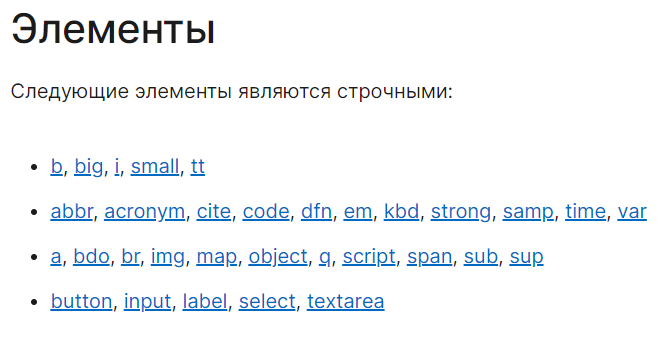 Элементы
Следующие элементы являются строчными:
• b, big, i, small, tt
• abbr, acronym, cite, code, dfn, em, kbd, strong, samp, time, var
• a, bdo, br, img, map, object, q, script, span, sub, sup
• button, input, label, select, textarea